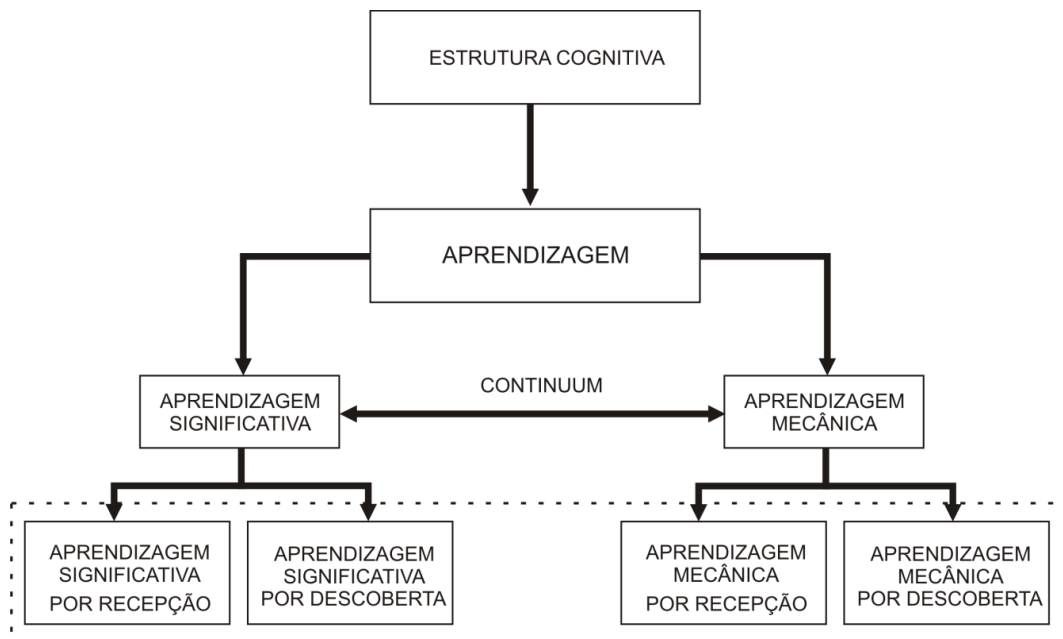 ESTRUTURA COGNITIVA
APRENDIZAGEM
APRENDIZAGEM
SIGNIFICATIVA
CONTINUUM
APRENDIZAGEM
MECÂNICA
APRENDIZAGEM
SIGNIFICATIVA
POR RECEPÇÃO
APRENDIZAGEM
SIGNIFICATIVA
POR DESCOBERTA
APRENDIZAGEM
MECÂNICA
POR RECEPÇÃO
APRENDIZAGEM
MECÂNICA
POR DESCOBERTA